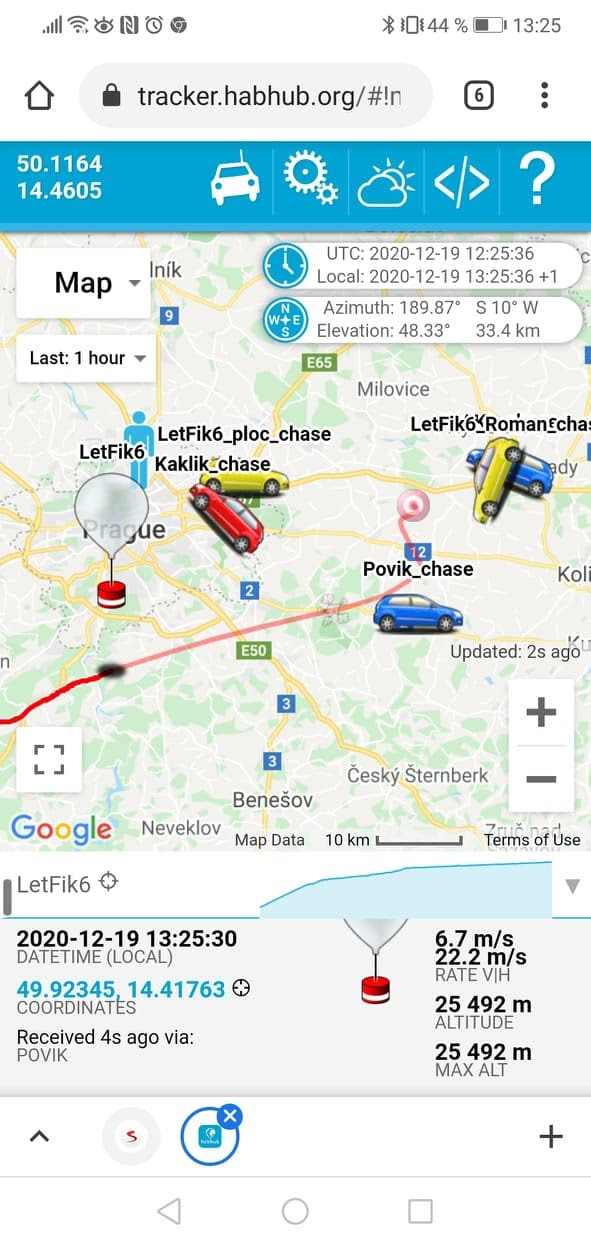 44 % 13:25
tracker.habhub.org/#!n
6
50.1164
14.4605
Map
lník
UTC: 2020-12-19 12:25:36
Local: 2020-12-19 13:25:36 +1
9
N
W E
S
Azimuth: 189.87° S 10° W
Elevation: 48.33° 33.4 km
Last: 1 hour
E65
Milovice
LetFik6_ploc_chase
LetFik6
Kaklik_chase
ady
Prague
12
Povik_chase
Koli
2
E50
Updated: 2s ago
n
3
3
Český Šternberk
Benešov
Google
Neveklov
Map Data
10 km
Terms of Use
LetFik6
2020-12-19 13:25:30
DATETIME (LOCAL)
49.92345, 14.41763
COORDINATES
Received 4s ago via:
POVIK
6.7 m/s
22.2 m/s
RATE V|H
25 492 m
ALTITUDE
25 492 m
MAX ALT
habhub